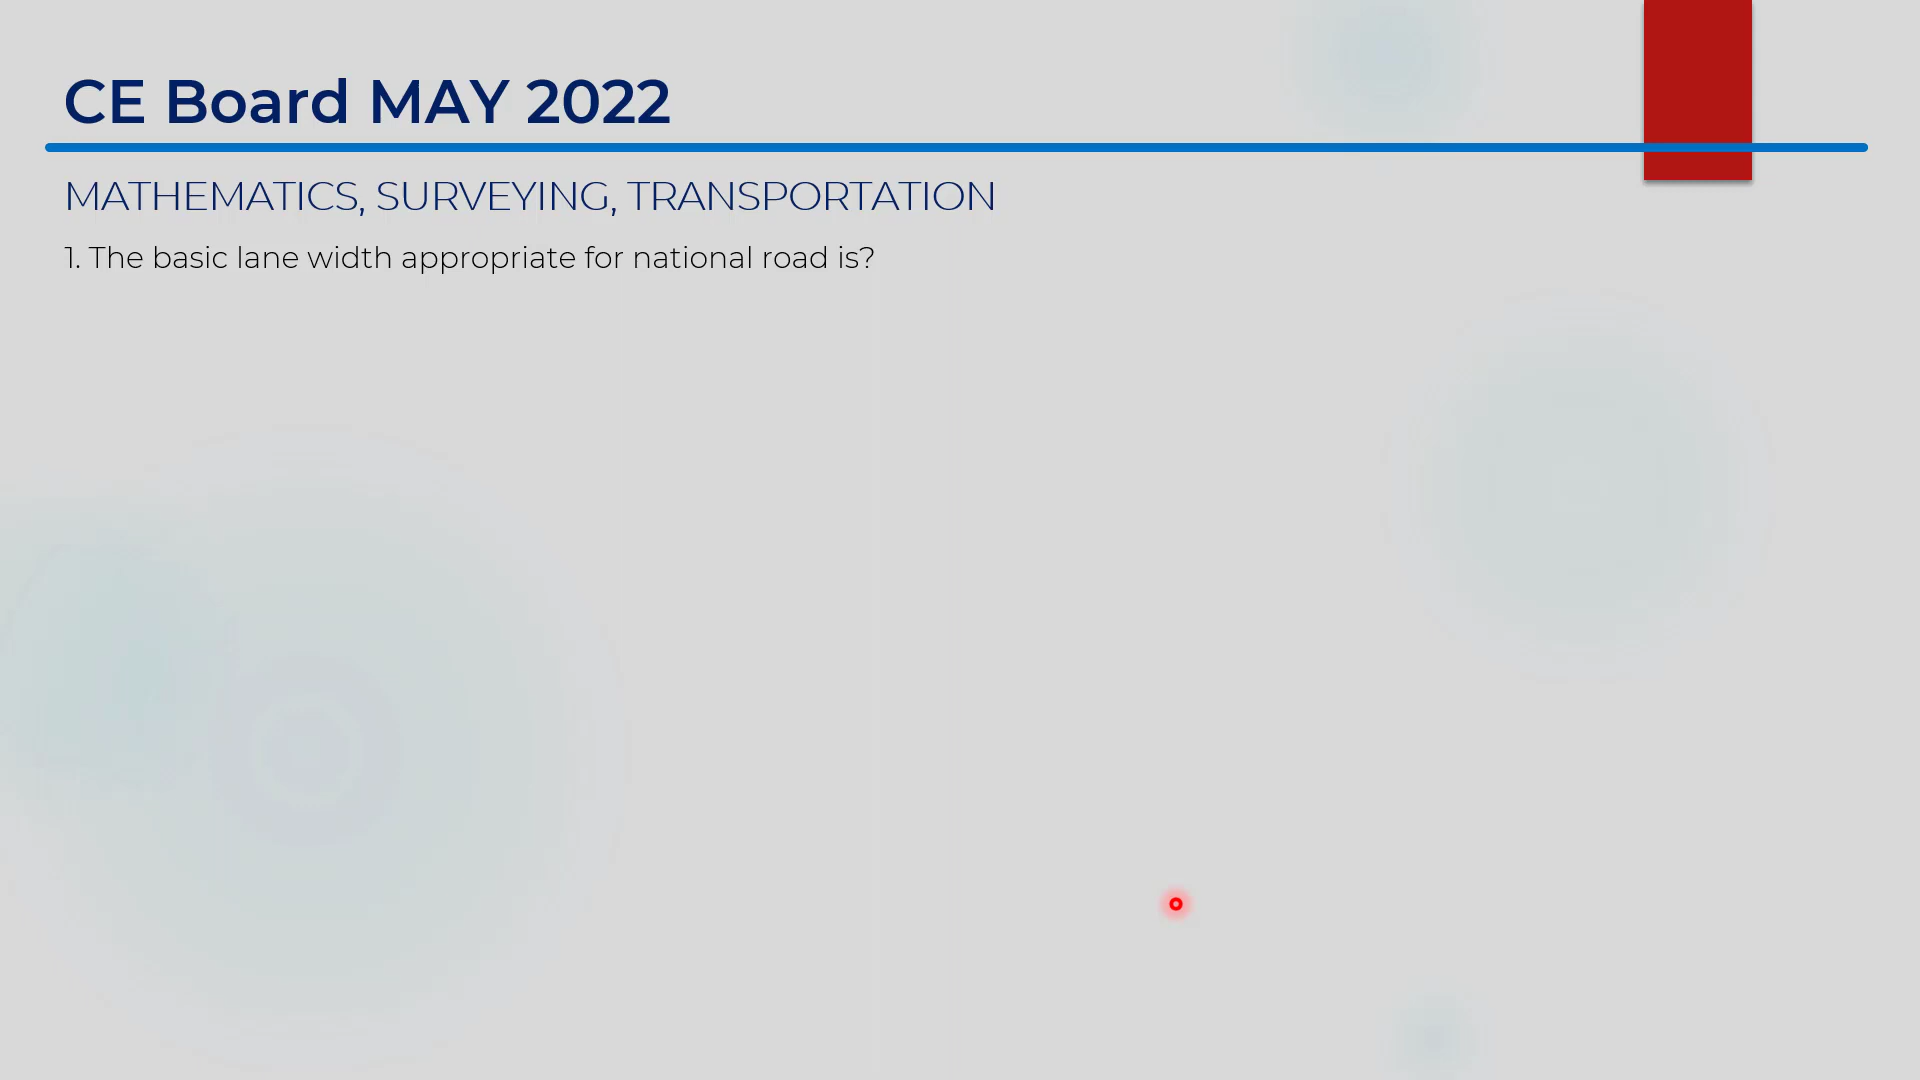 CE Board MAY 2022
MATHEMATICS, SURVEYING, TRANSPORTATION
1. The basic lane width appropriate for national road is?